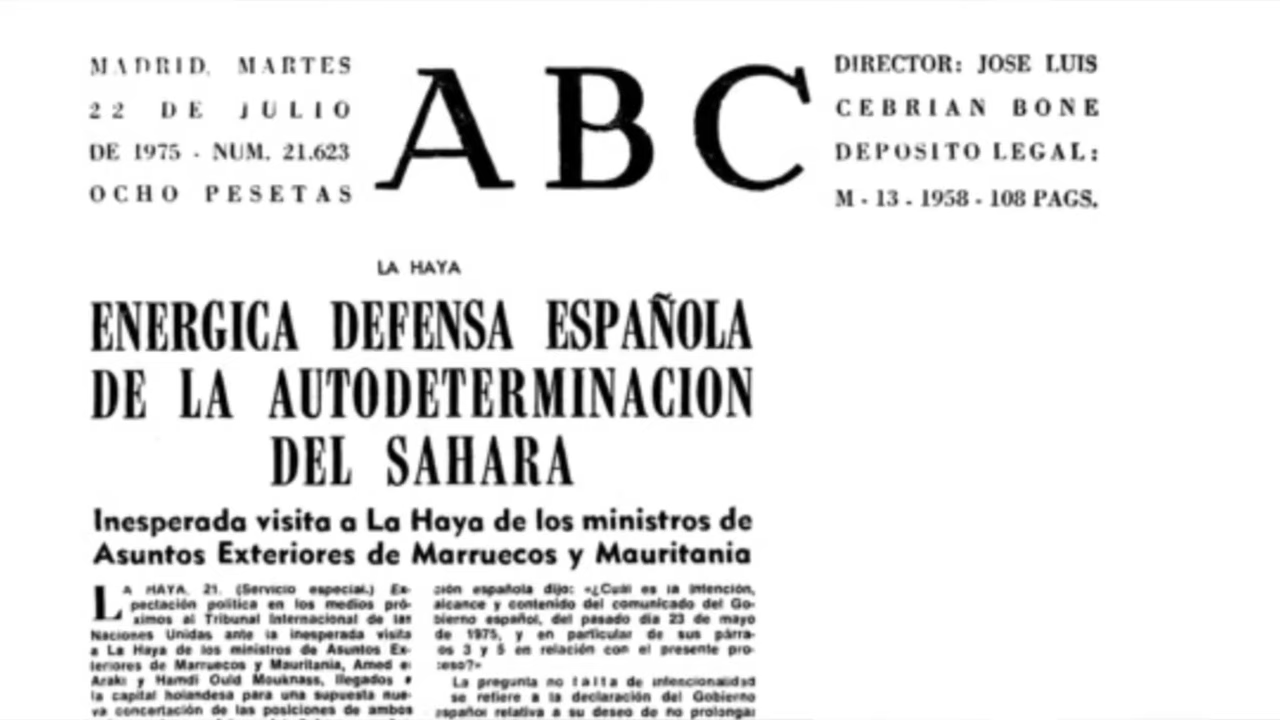 MADRID, MARTES
22 DE JULIO
DE 1975 - NUM. 21.623
OCHO PESETAS
ABC
DIRECTOR: JOSE LUIS
CEBRIAN BONE
DEPOSITO LEGAL:
M - 13 - 1958 - 108 PAGS.
LA HAYA
ENERGICA DEFENSA ESPAÑOLA
DE LA AUTODETERMINACION
DEL SAHARA
Inesperada visita a La Haya de los ministros de
Asuntos Exteriores de Marruecos y Mauritania
LA HAYA, 21. (Servicio especial.) Ex-
pectación política en los medios pró-
ximos al Tribunal Internacional de las
Naciones Unidas ante la inesperada visita
a La Haya de los ministros de Asuntos Ex-
teriores de Marruecos y Mauritania, Amed el
Araki y Hamdi Ould Mouknass, llegados a
la capital holandesa para una supuesta nue-
va concertación de las posiciones de ambos
ción española dijo: «¿Cuál es la intención,
alcance y contenido del comunicado del Go-
bierno español, del pasado día 23 de mayo
de 1975, y en particular de sus párra-
os 3 y 5 en relación con el presente pro-
ceso?»
La pregunta no falta de intencionalidad
se refiere a la declaración del Gobierno
español relativa a su deseo de no prolongar